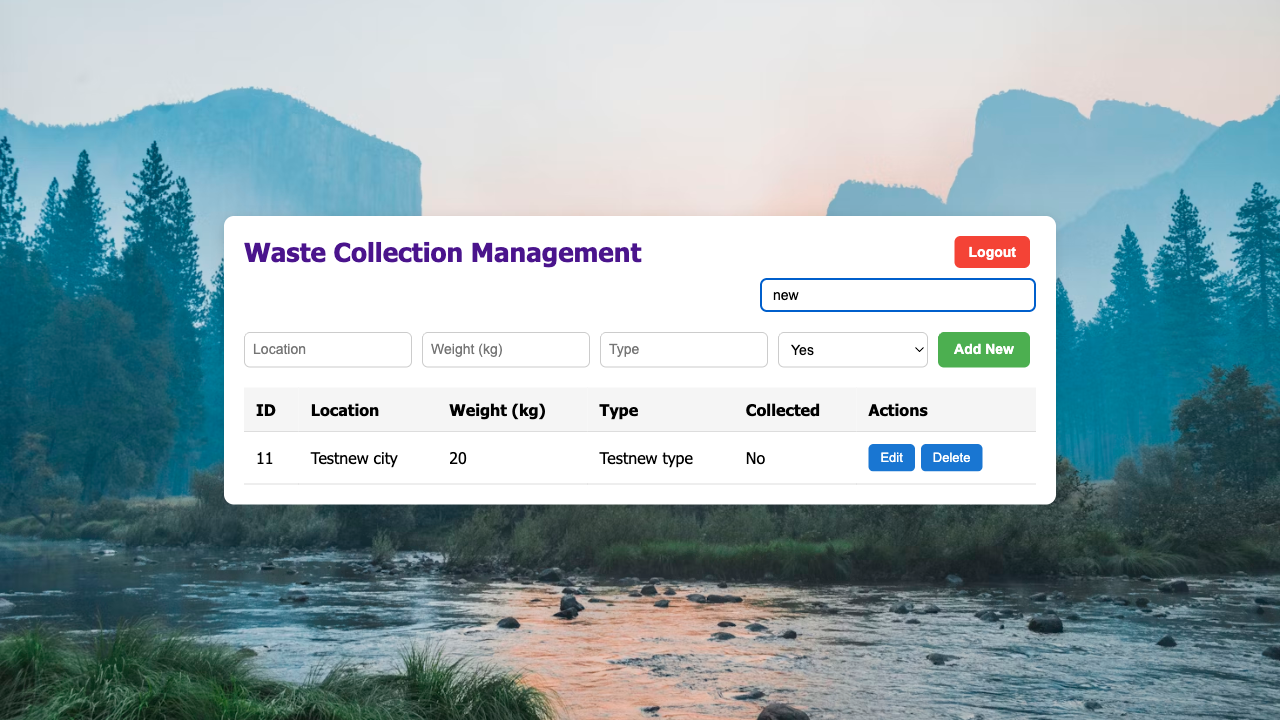 Waste Collection Management
Logout
new
Location
Weight (kg)
Type
Yes
Add New
ID Location Weight (kg) Type Collected Actions
11 Testnew city 20 Testnew type No Edit Delete